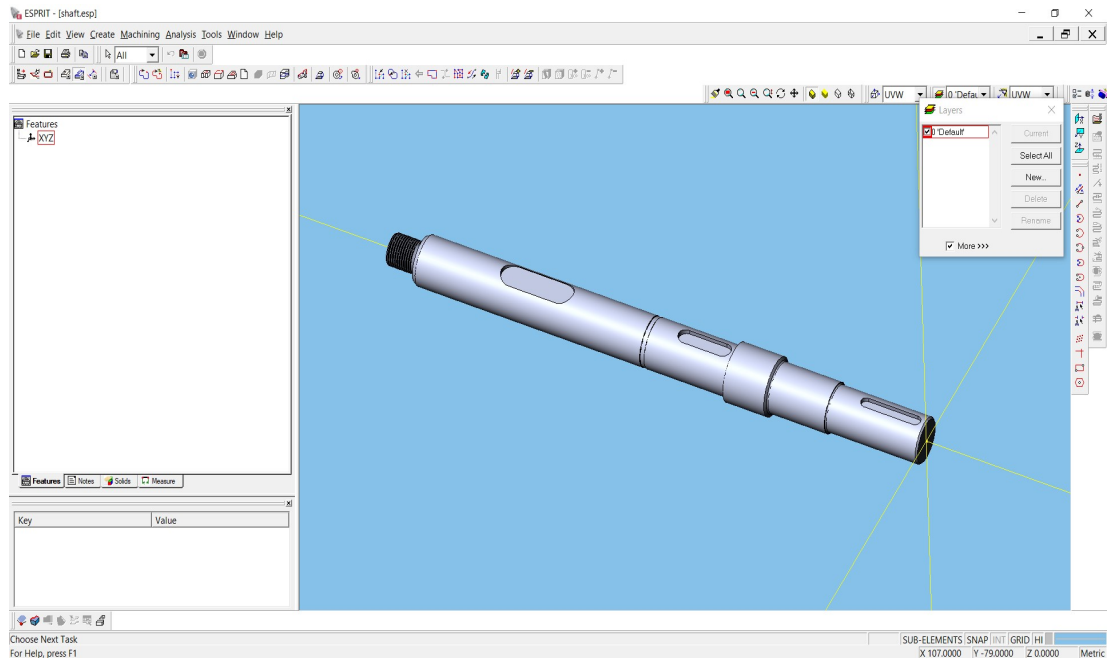 ESPRIT - [shaft.esp]
File Edit View Create Machining Analysis Tools Window Help
All
UVW 0 'Defau UVW
Layers
0 'Default'
Current
Select All
New...
Delete
Rename
More >>>
Features
XYZ
Features Notes Solids Measure
Key Value
Choose Next Task
SUB-ELEMENTS SNAP INT GRID HI
For Help, press F1
X 107.0000 Y -79.0000 Z 0.0000 Metric